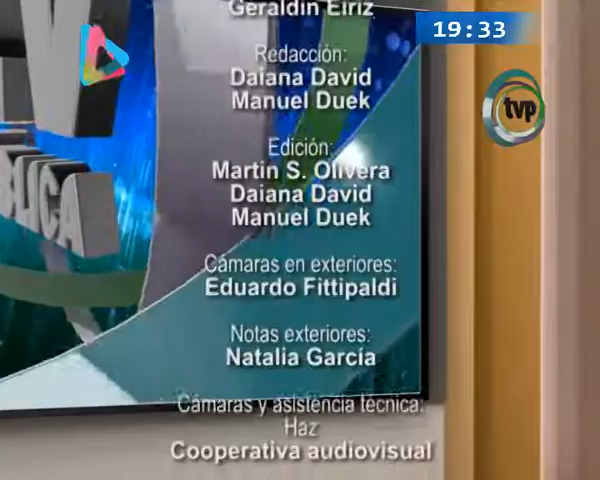 Geraldin Eiriz
19:33
Redacción:
Daiana David
Manuel Duek
tvp
Edición:
Martin S. Olivera
Daiana David
Manuel Duek
V
BLICA
Cámaras en exteriores:
Eduardo Fittipaldi
Notas exteriores:
Natalia García
Cámaras y asistencia técnica:
Haz
Cooperativa audiovisual